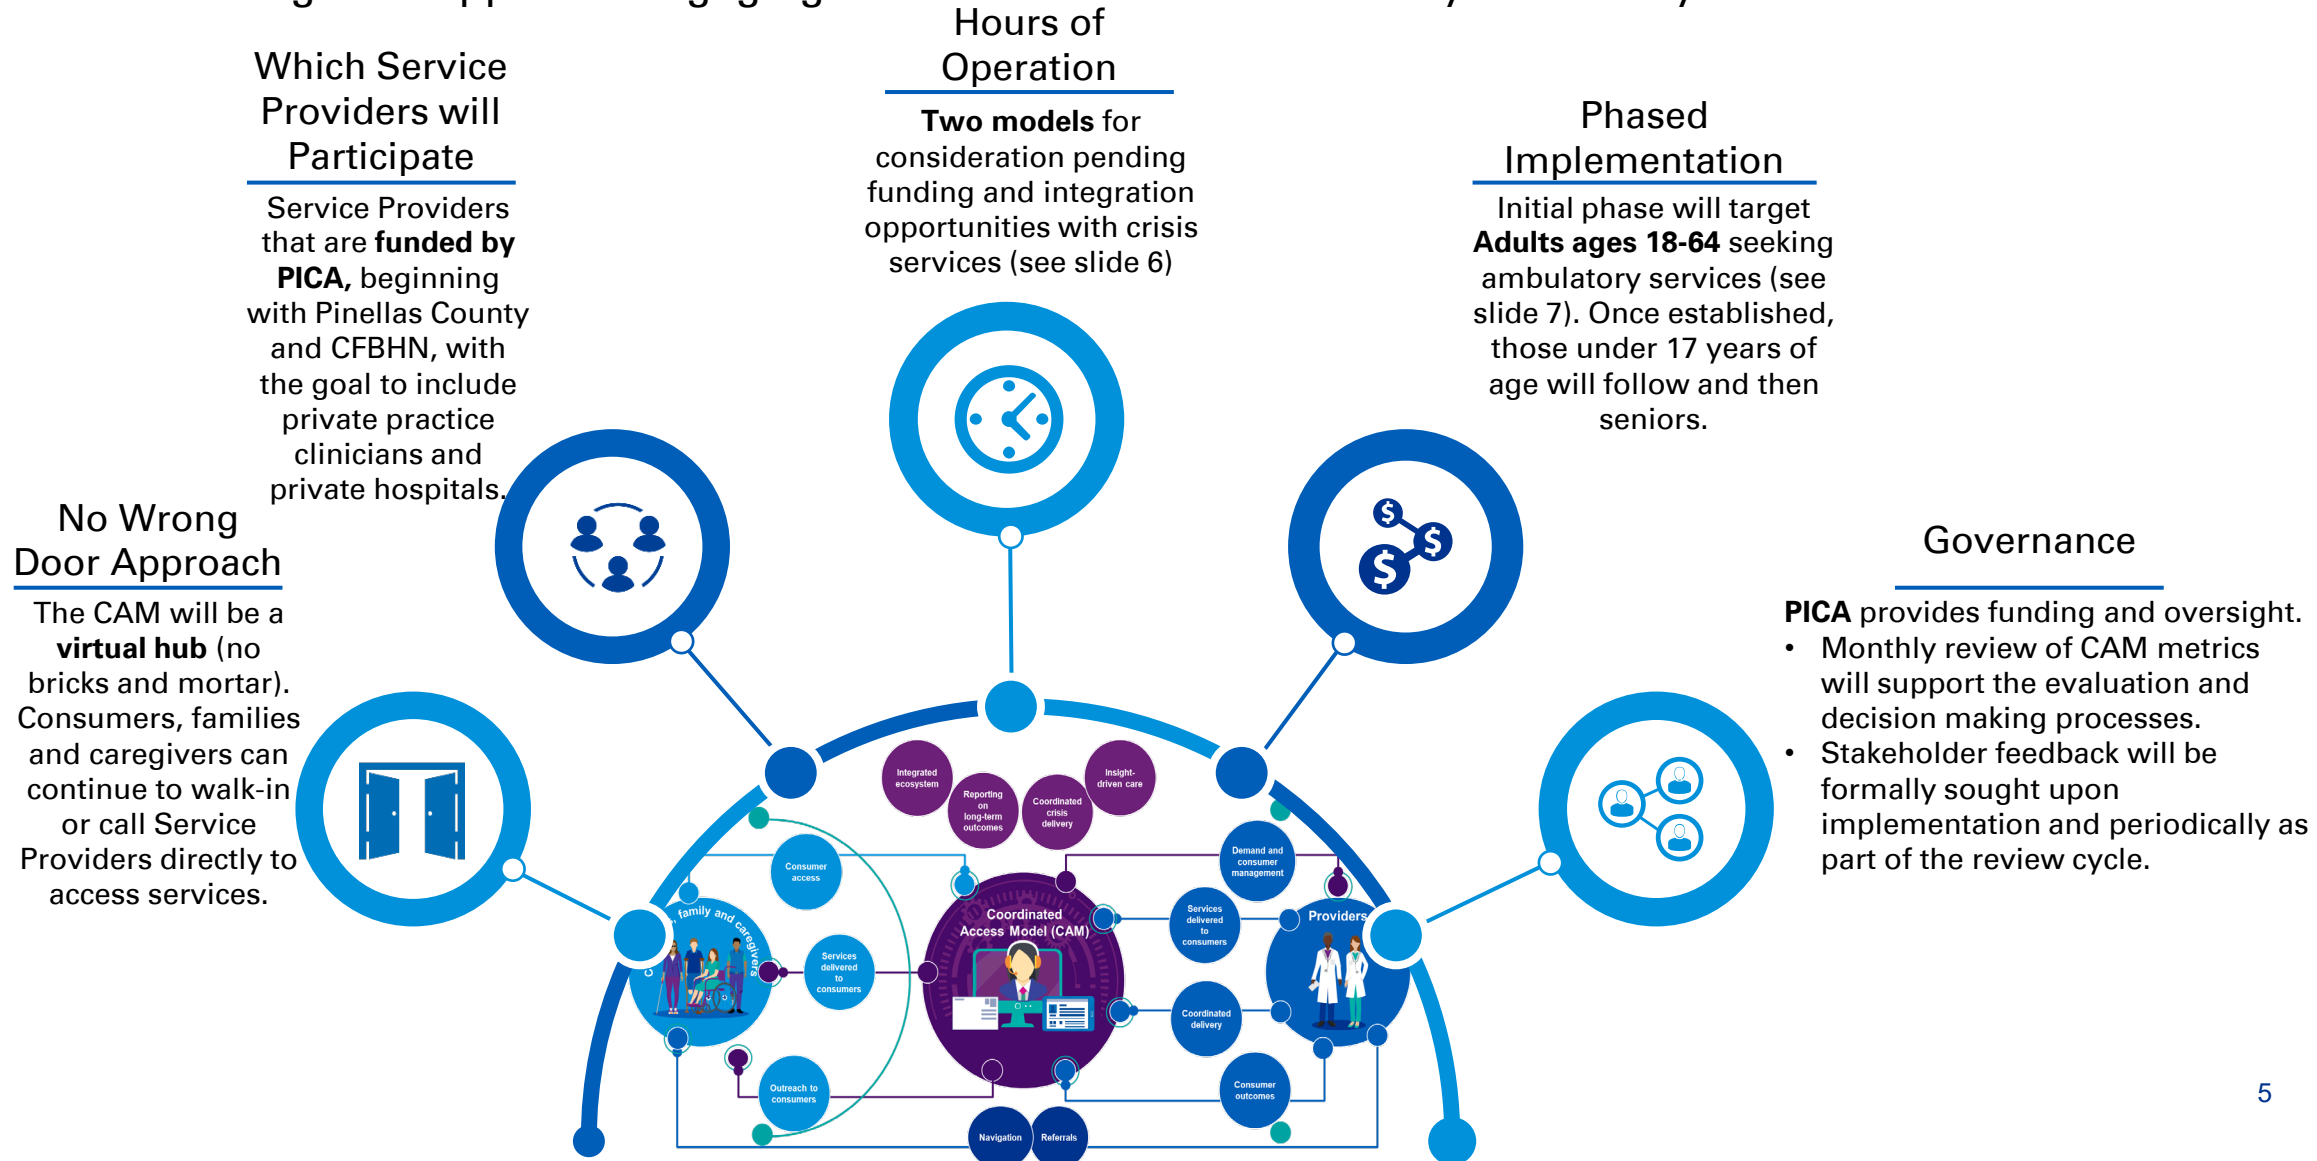 Hours of
Operation
Two models for
consideration pending
funding and integration
opportunities with crisis
services (see slide 6)
Which Service
Providers will
Participate
Service Providers
that are funded by
PICA, beginning
with Pinellas County
and CFBHN, with
the goal to include
private practice
clinicians and
private hospitals.
Phased
Implementation
Initial phase will target
Adults ages 18-64 seeking
ambulatory services (see
slide 7). Once established,
those under 17 years of
age will follow and then
seniors.
No Wrong
Door Approach
The CAM will be a
virtual hub (no
bricks and mortar).
Consumers, families
and caregivers can
continue to walk-in
or call Service
Providers directly to
access services.
Governance
PICA provides funding and oversight.
• Monthly review of CAM metrics
will support the evaluation and
decision making processes.
• Stakeholder feedback will be
formally sought upon
implementation and periodically as
part of the review cycle.
Integrated
ecosystem
Reporting
on
long-term
outcomes
Coordinated
crisis
delivery
Insight-
driven care
Consumer
access
Demand and
consumer
management
family and caregivers
Services
delivered
to
consumers
Coordinated
Access Model (CAM)
Services
delivered
to
consumers
Providers
Coordinated
delivery
Outreach to
consumers
Consumer
outcomes
Navigation
Referrals
5